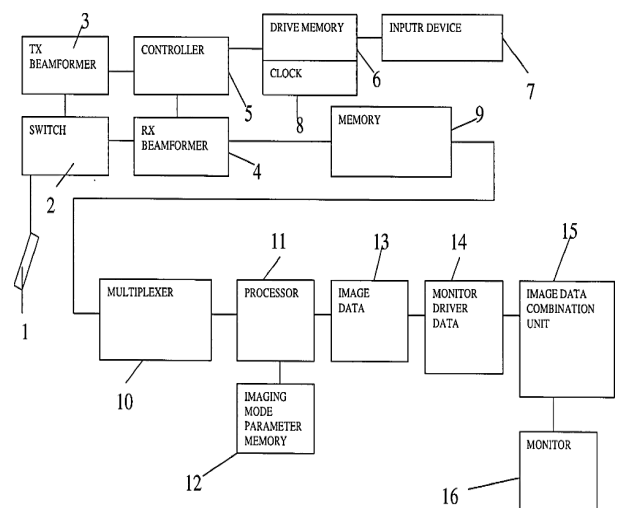 3
TX
BEAMFORMER
CONTROLLER
5
DRIVE MEMORY
CLOCK
6
8
INPUTR DEVICE
7
SWITCH
2
RX
BEAMFORMER
4
MEMORY
9
1
MULTIPLEXER
10
11
PROCESSOR
13
IMAGE
DATA
14
MONITOR
DRIVER
DATA
15
IMAGE DATA
COMBINATION
UNIT
IMAGING
MODE
PARAMETER
MEMORY
12
MONITOR
16